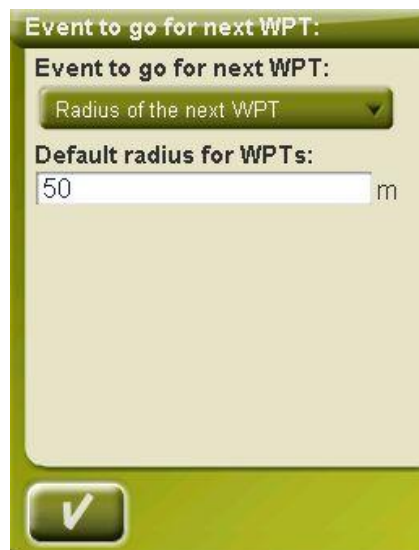 Event to go for next WPT:
Event to go for next WPT:
Radius of the next WPT
Default radius for WPTs:
50 m